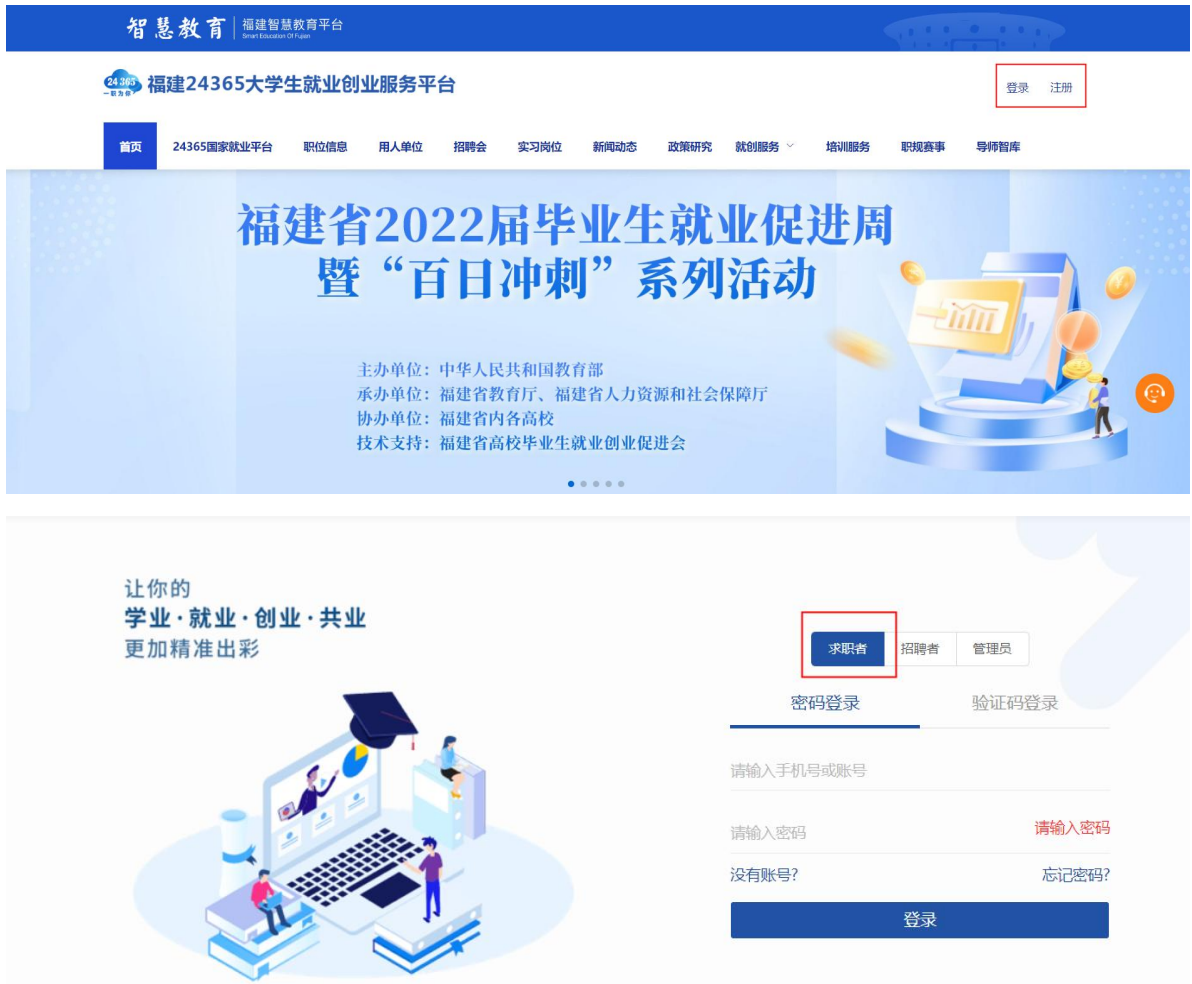 智慧教育 福建智慧教育平台
Smart Education Of Fujian
24365 福建24365大学生就业创业服务平台
一职为你
登录 注册
首页 24365国家就业平台 职位信息 用人单位 招聘会 实习岗位 新闻动态 政策研究 就创服务 培训服务 职规赛事 导师智库
福建省2022届毕业生就业促进周
暨“百日冲刺”系列活动
主办单位：中华人民共和国教育部
承办单位：福建省教育厅、福建省人力资源和社会保障厅
协办单位：福建省内各高校
技术支持：福建省高校毕业生就业创业促进会
让你的
学业·就业·创业·共业
更加精准出彩
求职者 招聘者 管理员
密码登录 验证码登录
请输入手机号或账号
请输入密码 请输入密码
没有账号? 忘记密码?
登录